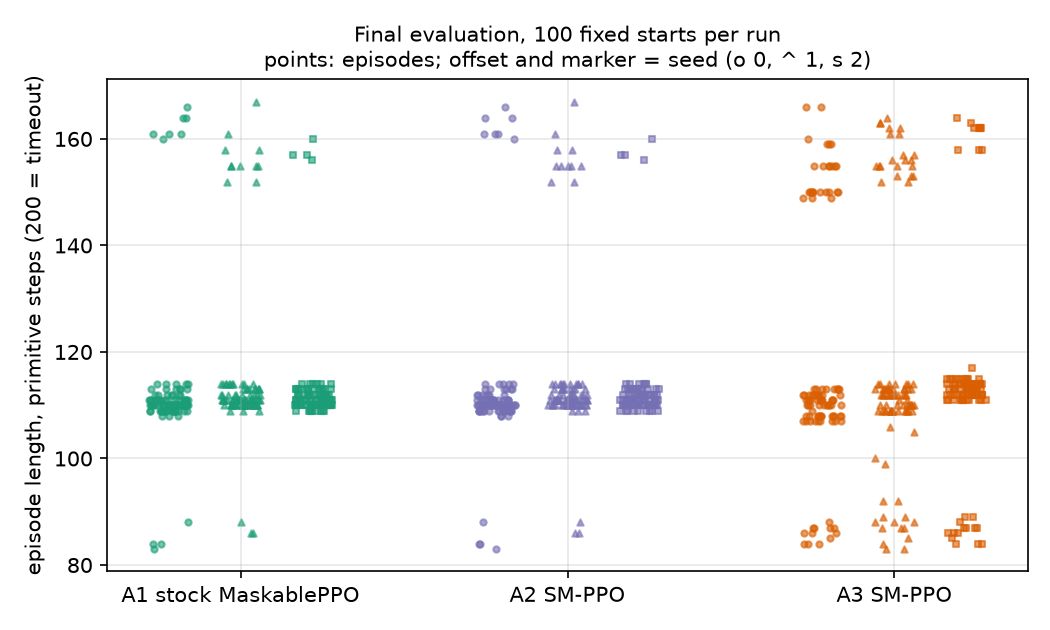 Final evaluation, 100 fixed starts per run
points: episodes; offset and marker = seed (o 0, ^ 1, s 2)
episode length, primitive steps (200 = timeout)
160
140
120
100
80
A1 stock MaskablePPO
A2 SM-PPO
A3 SM-PPO